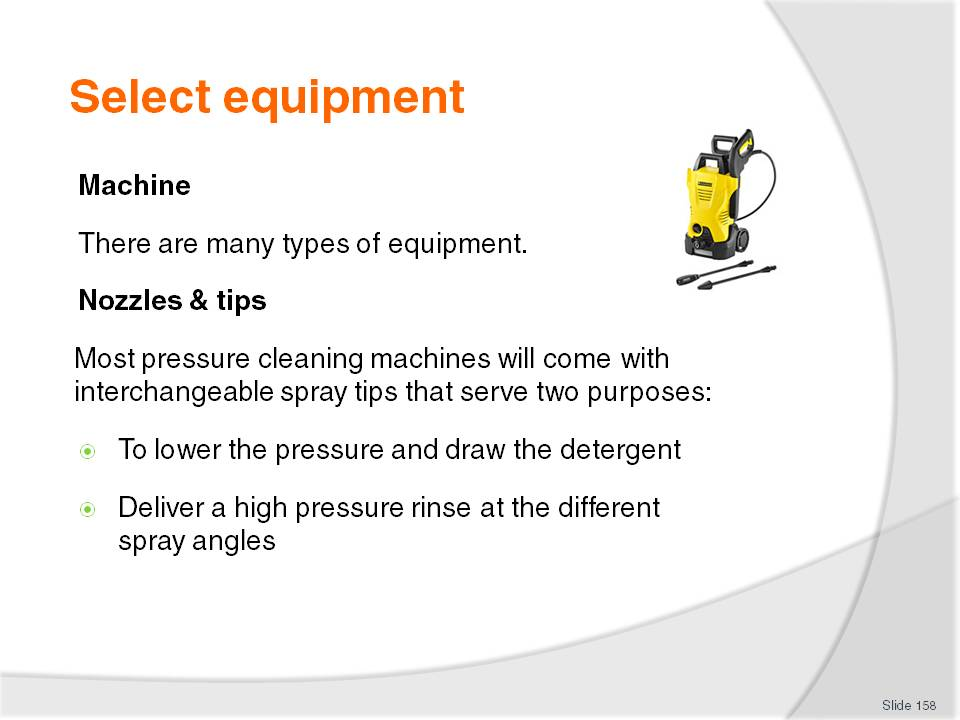 Select equipment
Machine
There are many types of equipment.
Nozzles & tips
Most pressure cleaning machines will come with
interchangeable spray tips that serve two purposes:
To lower the pressure and draw the detergent
Deliver a high pressure rinse at the different
spray angles
Slide 158